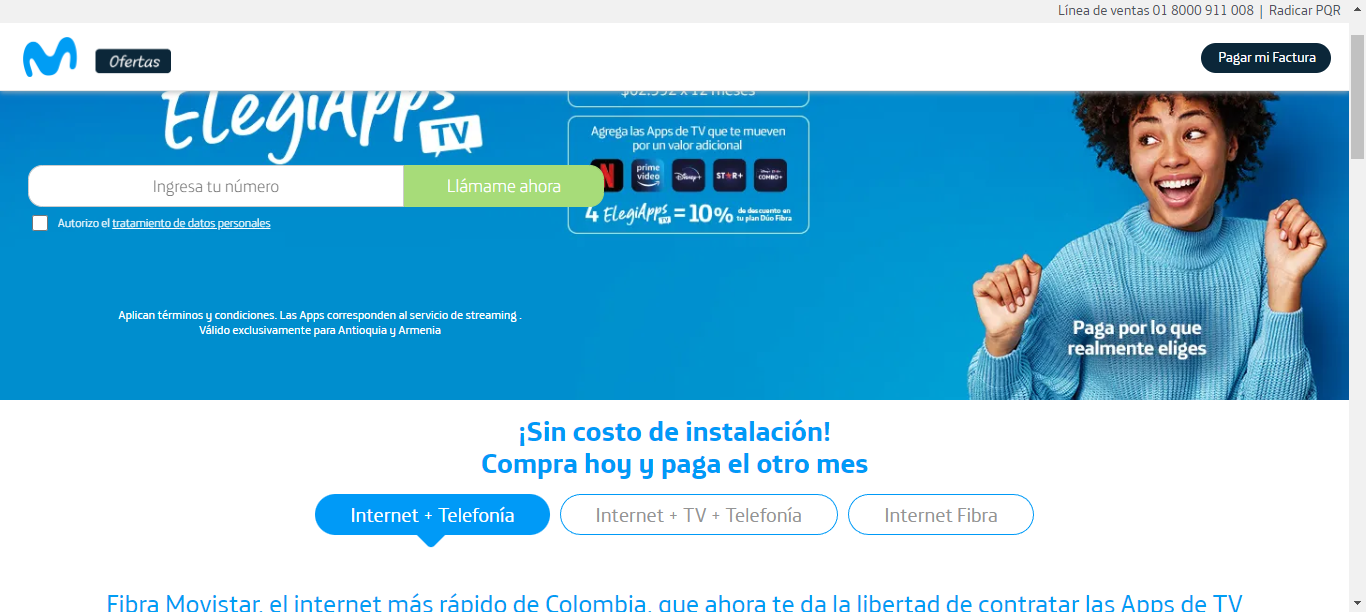 Línea de ventas 01 8000 911 008 | Radicar PQR
Ofertas
Pagar mi Factura
ElegiApps
TV
x 12 meses
Agrega las Apps de TV que te mueven
por un valor adicional
N
prime video
Disney+
STAR+
COMBO+
4 ElegiApps TV = 10% de descuento en
tu plan Dúo Fibra
Ingresa tu número
Llámame ahora
Autorizo el tratamiento de datos personales
Aplican términos y condiciones. Las Apps corresponden al servicio de streaming .
Válido exclusivamente para Antioquia y Armenia
Paga por lo que
realmente eliges
¡Sin costo de instalación!
Compra hoy y paga el otro mes
Internet + Telefonía
Internet + TV + Telefonía
Internet Fibra
Fibra Movistar, el internet más rápido de Colombia, que ahora te da la libertad de contratar las Apps de TV